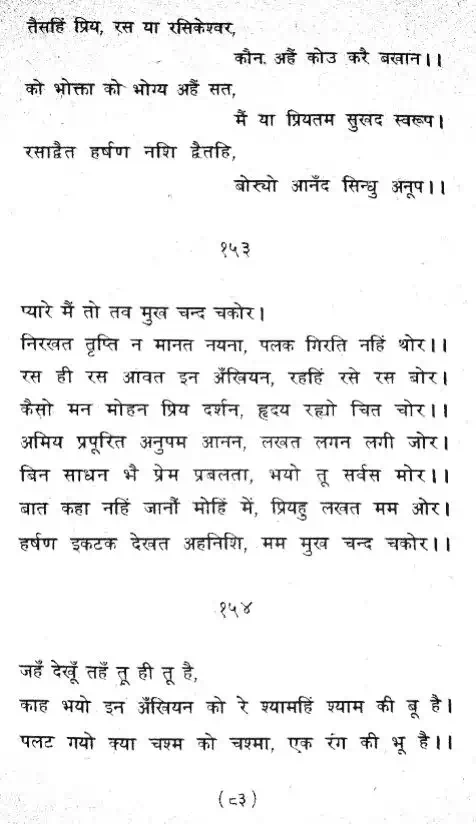 तैसहिं प्रिय, रस या रसिकेश्वर,
कौन अहैं कोउ करै बखान।।
को भोक्ता को भोग्य अहैं सत,
मैं या प्रियतम सुखद स्वरूप।
रसाद्वैत हर्षण नशि द्वैतहि,
बोर्यो आनँद सिन्धु अनूप।।
१५३
प्यारे मैं तो तव मुख चन्द चकोर।
निरखत तृप्ति न मानत नयना, पलक गिरति नहिं थोर।।
रस ही रस आवत इन अँखियन, रहहिं रसे रस बोर।
कैसो मन मोहन प्रिय दर्शन, हृदय रह्यो चित चोर।।
अमिय प्रपूरित अनुपम आनन, लखत लगन लगी जोर।
बिन साधन भै प्रेम प्रबलता, भयो तू सर्वस मोर।।
बात कहा नहिं जानौं मोहिं में, प्रियहु लखत मम ओर।
हर्षण इकटक देखत अहनिशि, मम मुख चन्द चकोर।।
१५४
जहँ देखूँ तहँ तू ही तू है,
काह भयो इन अँखियन को रे श्यामहिं श्याम की बू है।
पलट गयो क्या चश्म को चश्मा, एक रंग की भू है।।
(८३)